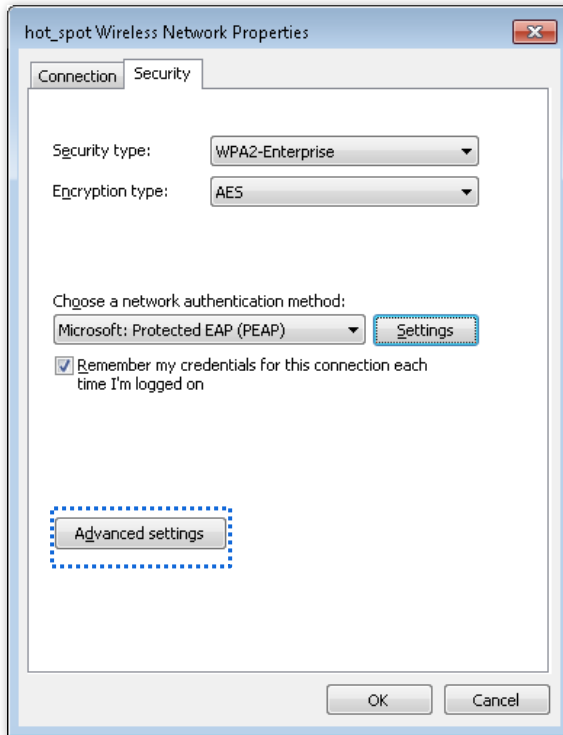 hot_spot Wireless Network Properties
Connection
Security
Security type:
WPA2-Enterprise
Encryption type:
AES
Choose a network authentication method:
Microsoft: Protected EAP (PEAP)
Settings
Remember my credentials for this connection each
time I'm logged on
Advanced settings
OK
Cancel